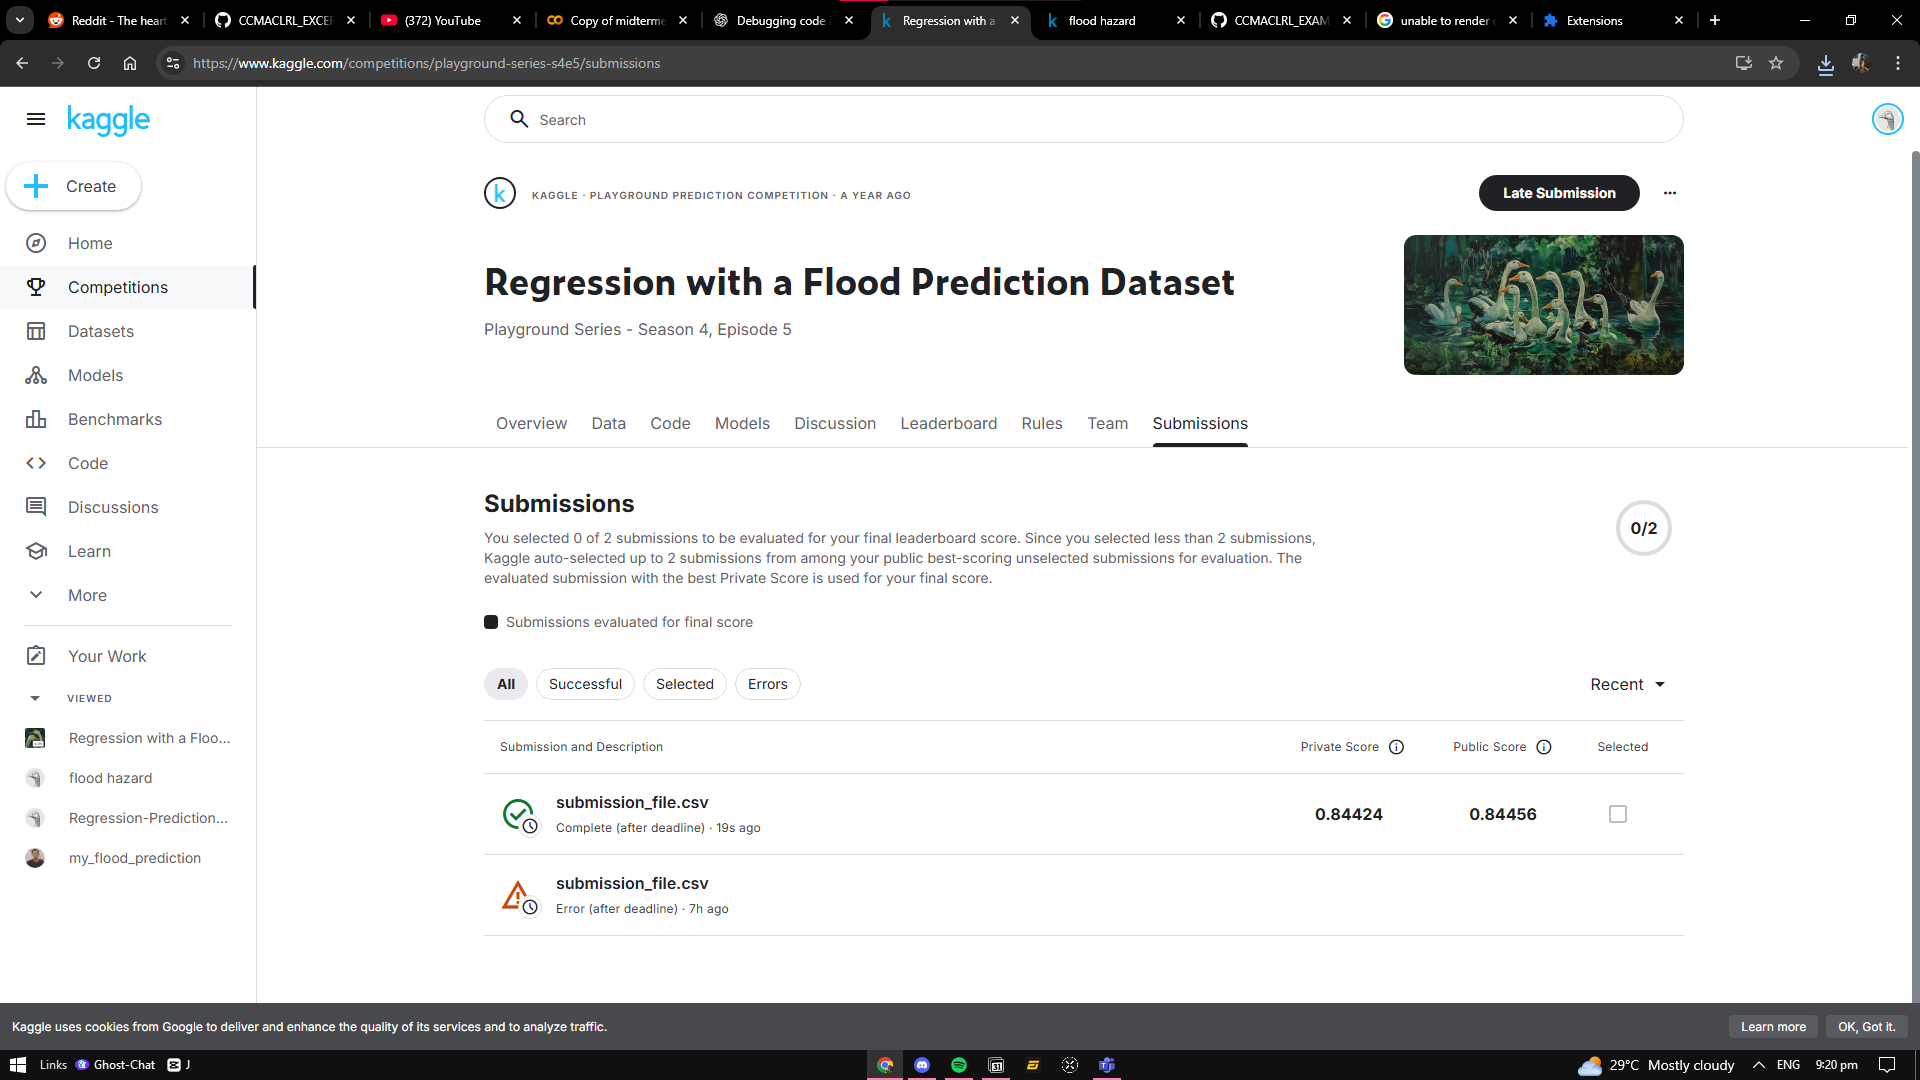 Reddit - The heart
CCMACLRL_EXCER
(372) YouTube
Copy of midterme
Debugging code i
Regression with a
flood hazard
CCMACLRL_EXAM
unable to render c
Extensions
https://www.kaggle.com/competitions/playground-series-s4e5/submissions
kaggle
Search
Create
Home
Competitions
Datasets
Models
Benchmarks
Code
Discussions
Learn
More
Your Work
VIEWED
Regression with a Floo...
flood hazard
Regression-Prediction...
my_flood_prediction
KAGGLE · PLAYGROUND PREDICTION COMPETITION · A YEAR AGO
Late Submission
Regression with a Flood Prediction Dataset
Playground Series - Season 4, Episode 5
Overview Data Code Models Discussion Leaderboard Rules Team Submissions
Submissions
You selected 0 of 2 submissions to be evaluated for your final leaderboard score. Since you selected less than 2 submissions,
Kaggle auto-selected up to 2 submissions from among your public best-scoring unselected submissions for evaluation. The
evaluated submission with the best Private Score is used for your final score.
0/2
Submissions evaluated for final score
All Successful Selected Errors
Recent
Submission and Description Private Score Public Score Selected
submission_file.csv
Complete (after deadline) · 19s ago
0.84424 0.84456
submission_file.csv
Error (after deadline) · 7h ago
Kaggle uses cookies from Google to deliver and enhance the quality of its services and to analyze traffic.
Learn more OK, Got it.
Links Ghost-Chat J
31
29°C Mostly cloudy ENG 9:20 pm